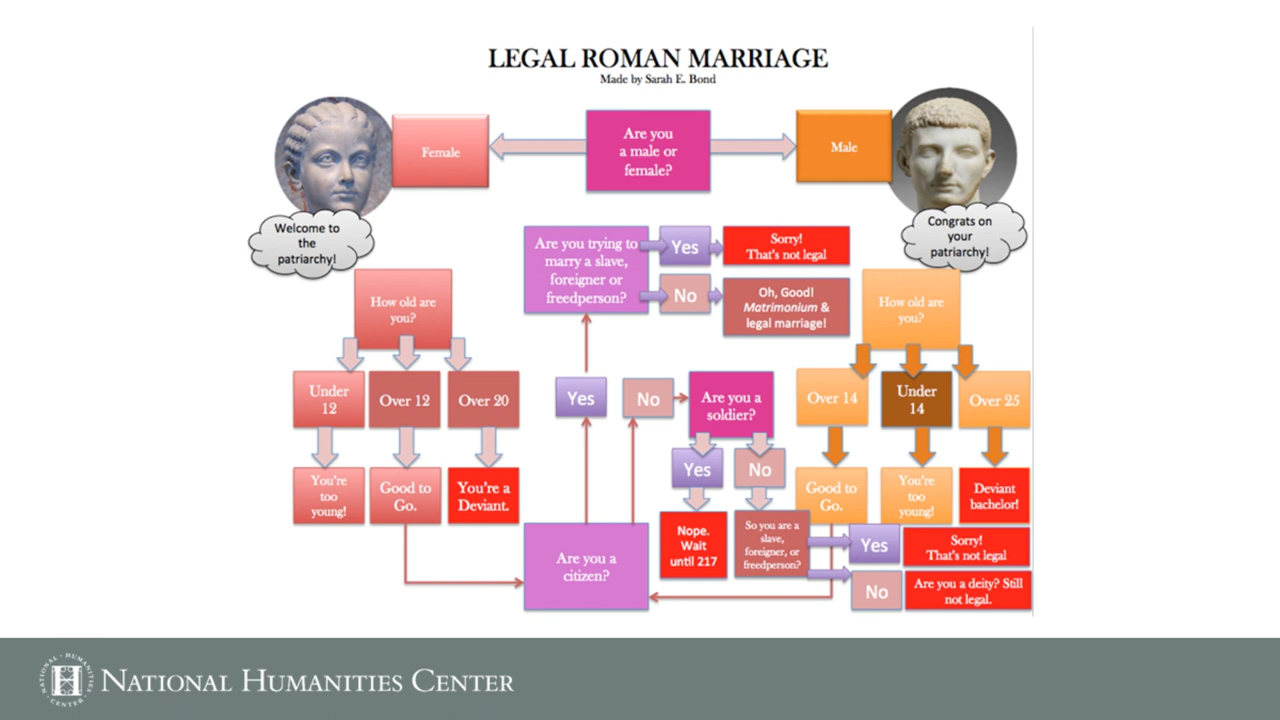 LEGAL ROMAN MARRIAGE
Made by Sarah E. Bond
Are you
a male or
female?
Female
Male
Welcome to
the
patriarchy!
Congrats on
your
patriarchy!
Are you trying to
marry a slave,
foreigner or
freedperson?
Yes
Sorry!
That's not legal
No
Oh, Good!
Matrimonium &
legal marriage!
How old are
you?
How old are
you?
Under
12
Over 12
Over 20
Yes
No
Are you a
soldier?
Over 14
Under
14
Over 25
You're
too
young!
Good to
Go.
You're a
Deviant.
Yes
No
Good to
Go.
You're
too
young!
Deviant
bachelor!
Are you a
citizen?
Nope.
Wait
until 217
So you are a
slave,
foreigner, or
freedperson?
Yes
Sorry!
That's not legal
No
Are you a deity? Still
not legal.
NATIONAL · HUMANITIES
CENTER
H
NATIONAL HUMANITIES CENTER